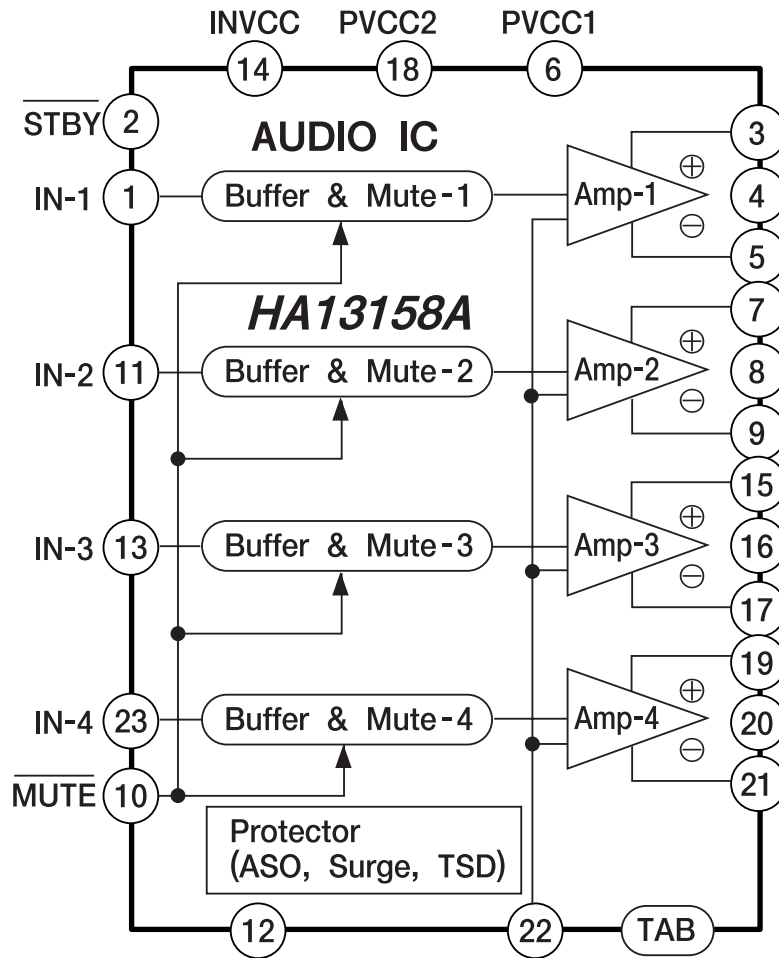 INVCC PVCC2 PVCC1
14 18 6
STBY 2
AUDIO IC
3
IN-1 1 Buffer & Mute-1 Amp-1 ⊕ ⊖ 4
5
HA13158A
7
IN-2 11 Buffer & Mute-2 Amp-2 ⊕ ⊖ 8
9
15
IN-3 13 Buffer & Mute-3 Amp-3 ⊕ ⊖ 16
17
19
IN-4 23 Buffer & Mute-4 Amp-4 ⊕ ⊖ 20
MUTE 10 21
Protector
(ASO, Surge, TSD)
12 22 TAB